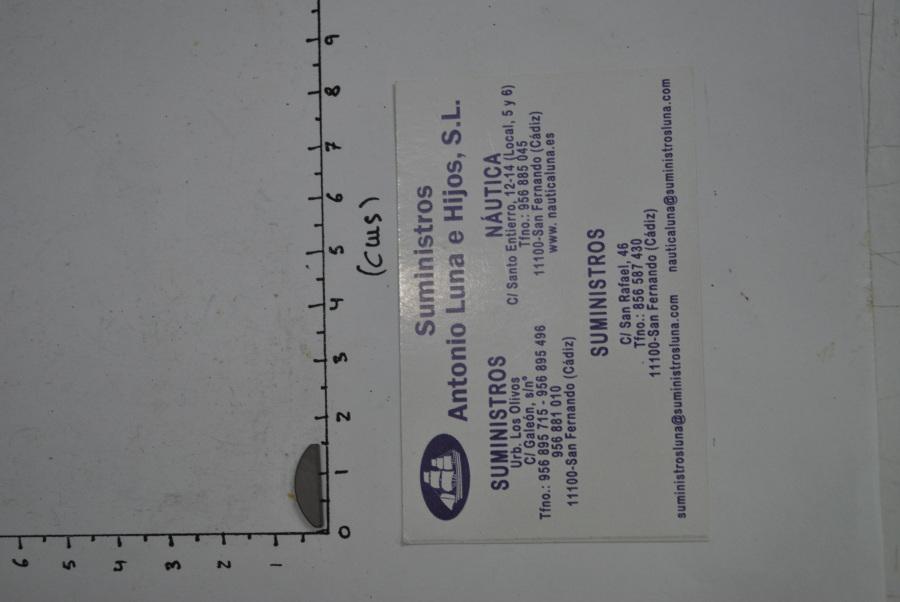 Suministros
Antonio Luna e Hijos, S.L.
SUMINISTROS
Urb. Los Olivos
C/ Galeón, s/nº
Tfno.: 956 895 715 - 956 895 496
956 881 010
11100-San Fernando (Cádiz)
NÁUTICA
C/ Santo Entierro, 12-14 (Local, 5 y 6)
Tfno.: 956 885 045
11100-San Fernando (Cádiz)
www. nauticaluna.es
SUMINISTROS
C/ San Rafael, 46
Tfno.: 856 587 430
11100-San Fernando (Cádiz)
suministrosluna@suministrosluna.com nauticaluna@suministrosluna.com
0 1 2 3 4 5 6 7 8 9
(cms)
1 2 3 4 5 6